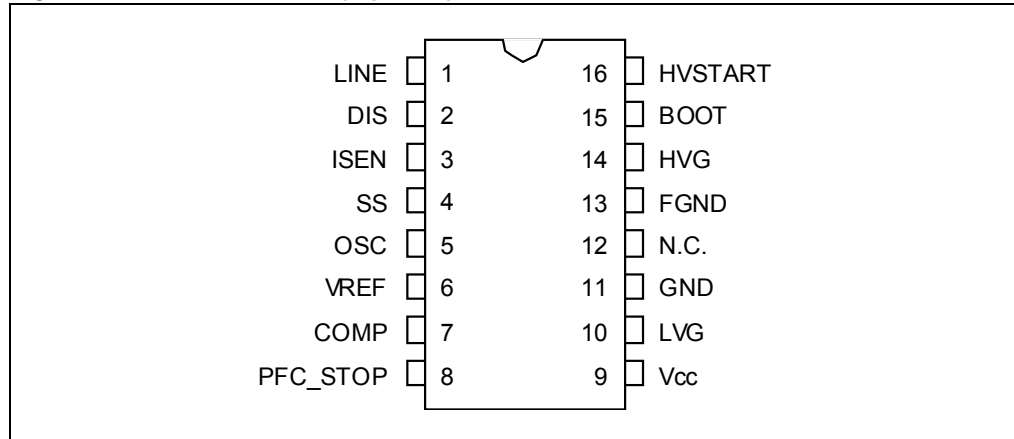 LINE 1 16 HVSTART
DIS 2 15 BOOT
ISEN 3 14 HVG
SS 4 13 FGND
OSC 5 12 N.C.
VREF 6 11 GND
COMP 7 10 LVG
PFC_STOP 8 9 Vcc